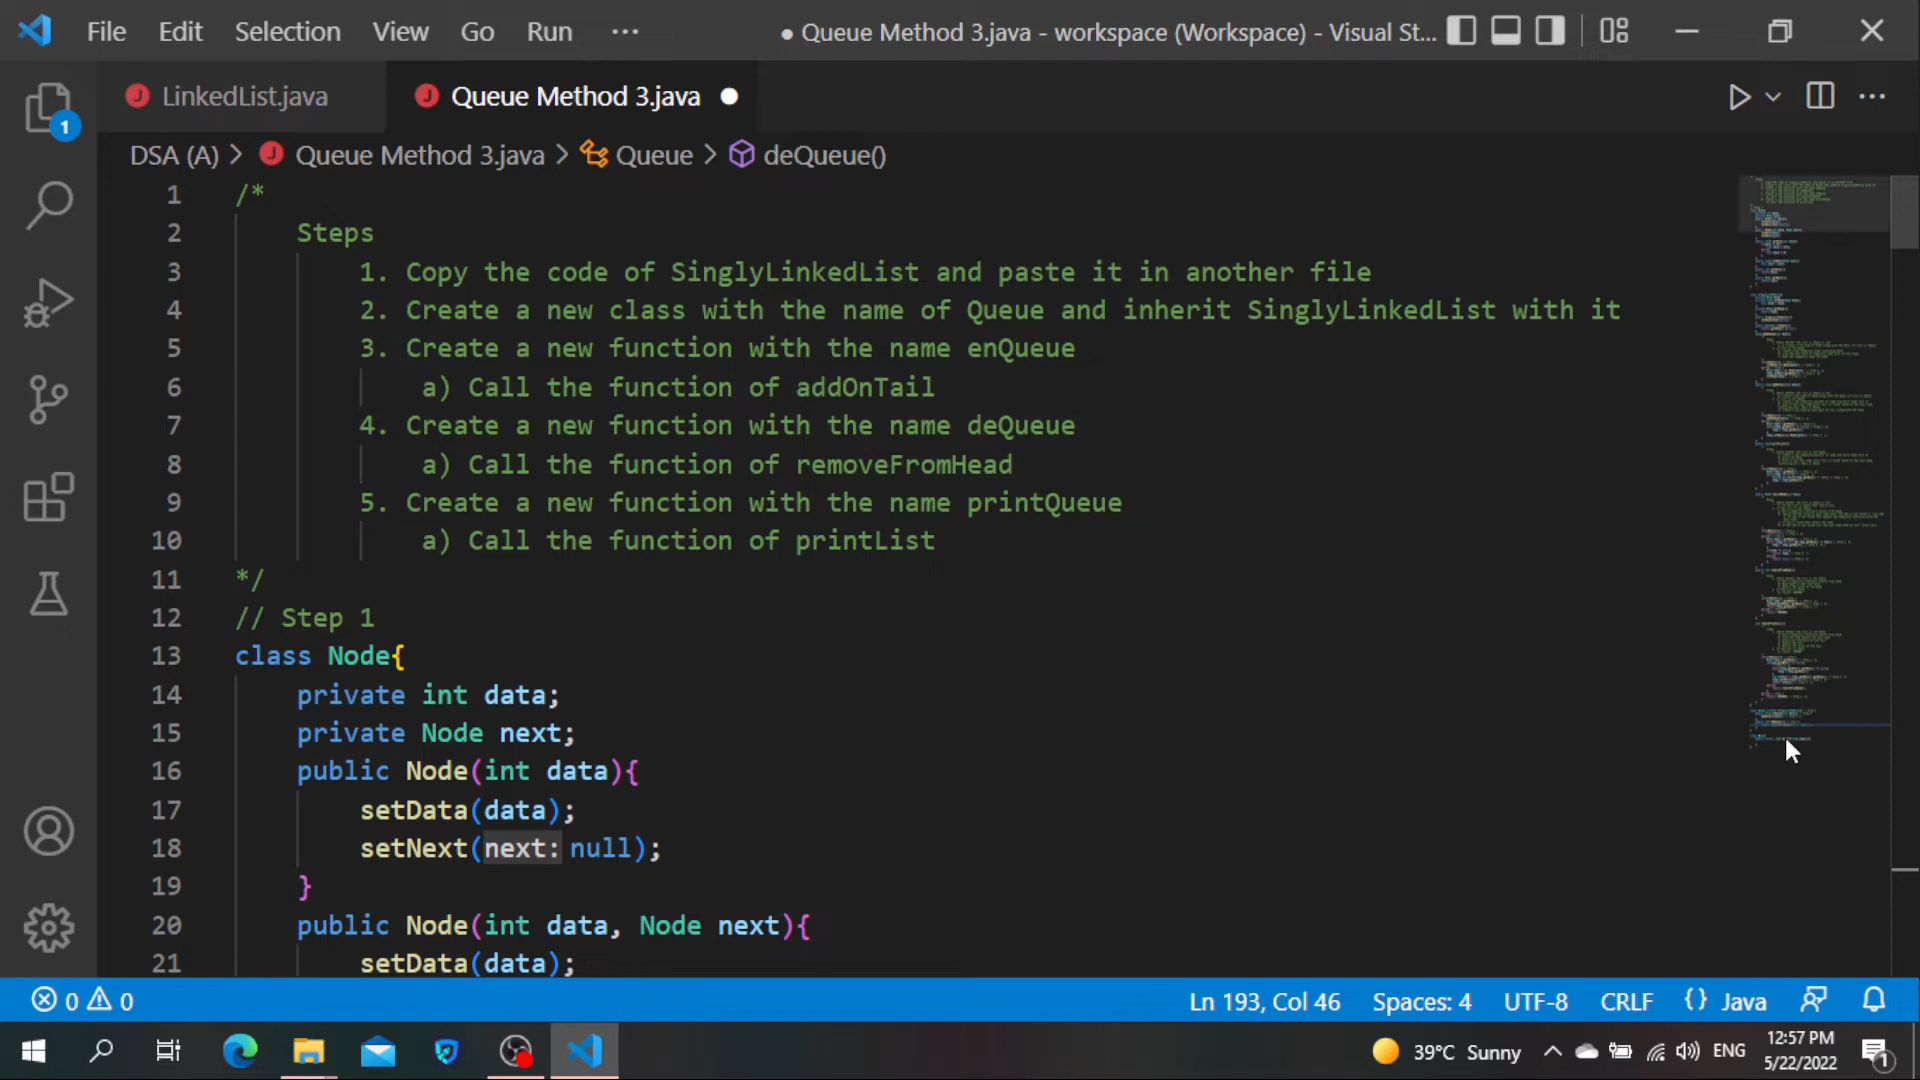 File Edit Selection View Go Run ··· ● Queue Method 3.java - workspace (Workspace) - Visual St...
LinkedList.java Queue Method 3.java
DSA (A) > Queue Method 3.java > Queue > deQueue()
1 /*
2 Steps
3 1. Copy the code of SinglyLinkedList and paste it in another file
4 2. Create a new class with the name of Queue and inherit SinglyLinkedList with it
5 3. Create a new function with the name enQueue
6 a) Call the function of addOnTail
7 4. Create a new function with the name deQueue
8 a) Call the function of removeFromHead
9 5. Create a new function with the name printQueue
10 a) Call the function of printList
11 */
12 // Step 1
13 class Node{
14 private int data;
15 private Node next;
16 public Node(int data){
17 setData(data);
18 setNext(next: null);
19 }
20 public Node(int data, Node next){
21 setData(data);
1
0 0 Ln 193, Col 46 Spaces: 4 UTF-8 CRLF {} Java
39°C Sunny ENG 12:57 PM
5/22/2022 1